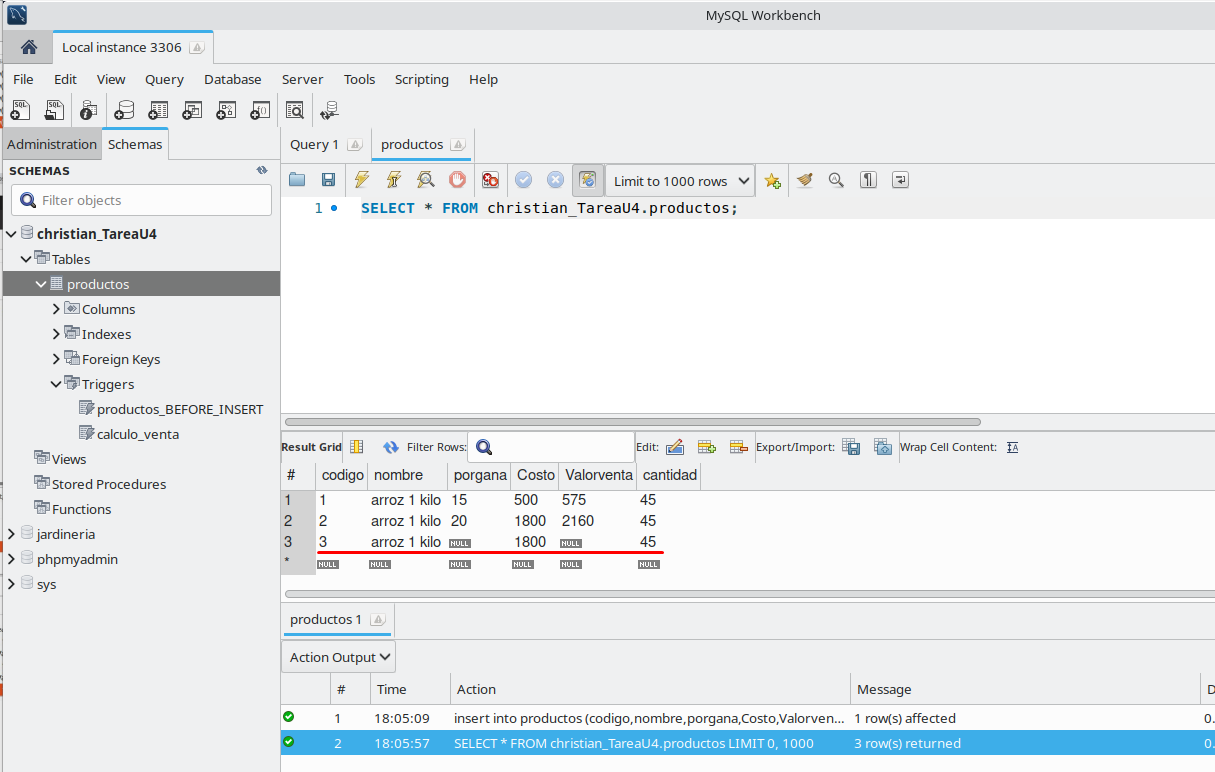 MySQL Workbench
Local instance 3306
File Edit View Query Database Server Tools Scripting Help
Administration Schemas
Query 1 productos
SCHEMAS
Limit to 1000 rows
Filter objects
1 SELECT * FROM christian_TareaU4.productos;
christian_TareaU4
Tables
productos
Columns
Indexes
Foreign Keys
Triggers
productos_BEFORE_INSERT
calculo_venta
Views
Stored Procedures
Functions
jardineria
phpmyadmin
sys
Result Grid Filter Rows: Edit: Export/Import: Wrap Cell Content:
# codigo nombre porgana Costo Valorventa cantidad
1 1 arroz 1 kilo 15 500 575 45
2 2 arroz 1 kilo 20 1800 2160 45
3 3 arroz 1 kilo NULL 1800 NULL 45
* NULL NULL NULL NULL NULL NULL
productos 1
Action Output
# Time Action Message D
1 18:05:09 insert into productos (codigo,nombre,porgana,Costo,Valorven... 1 row(s) affected 0.
2 18:05:57 SELECT * FROM christian_TareaU4.productos LIMIT 0, 1000 3 row(s) returned 0.